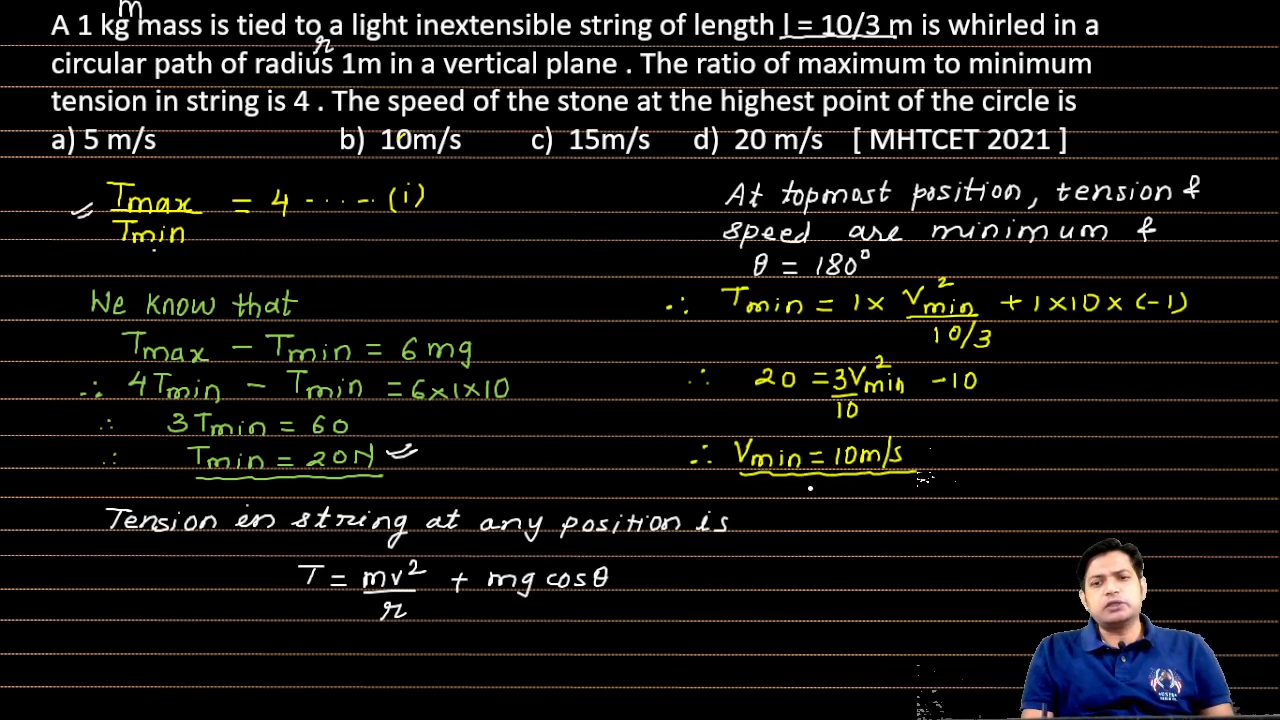 A 1 kg mass is tied to a light inextensible string of length l = 10/3 m is whirled in a
m
r
circular path of radius 1m in a vertical plane . The ratio of maximum to minimum
tension in string is 4 . The speed of the stone at the highest point of the circle is
a) 5 m/s b) 10m/s c) 15m/s d) 20 m/s [ MHTCET 2021 ]
Tmax / Tmin = 4 ----- (i)
We know that
Tmax - Tmin = 6mg
∴ 4Tmin - Tmin = 6×1×10
∴ 3Tmin = 60
∴ Tmin = 20N
Tension in string at any position is
T = mv²/r + mg cosθ
At topmost position, tension &
speed are minimum &
θ = 180°
∴ Tmin = 1× V²min / 10/3 + 1×10×(-1)
∴ 20 = 3V²min / 10 - 10
∴ Vmin = 10m/s